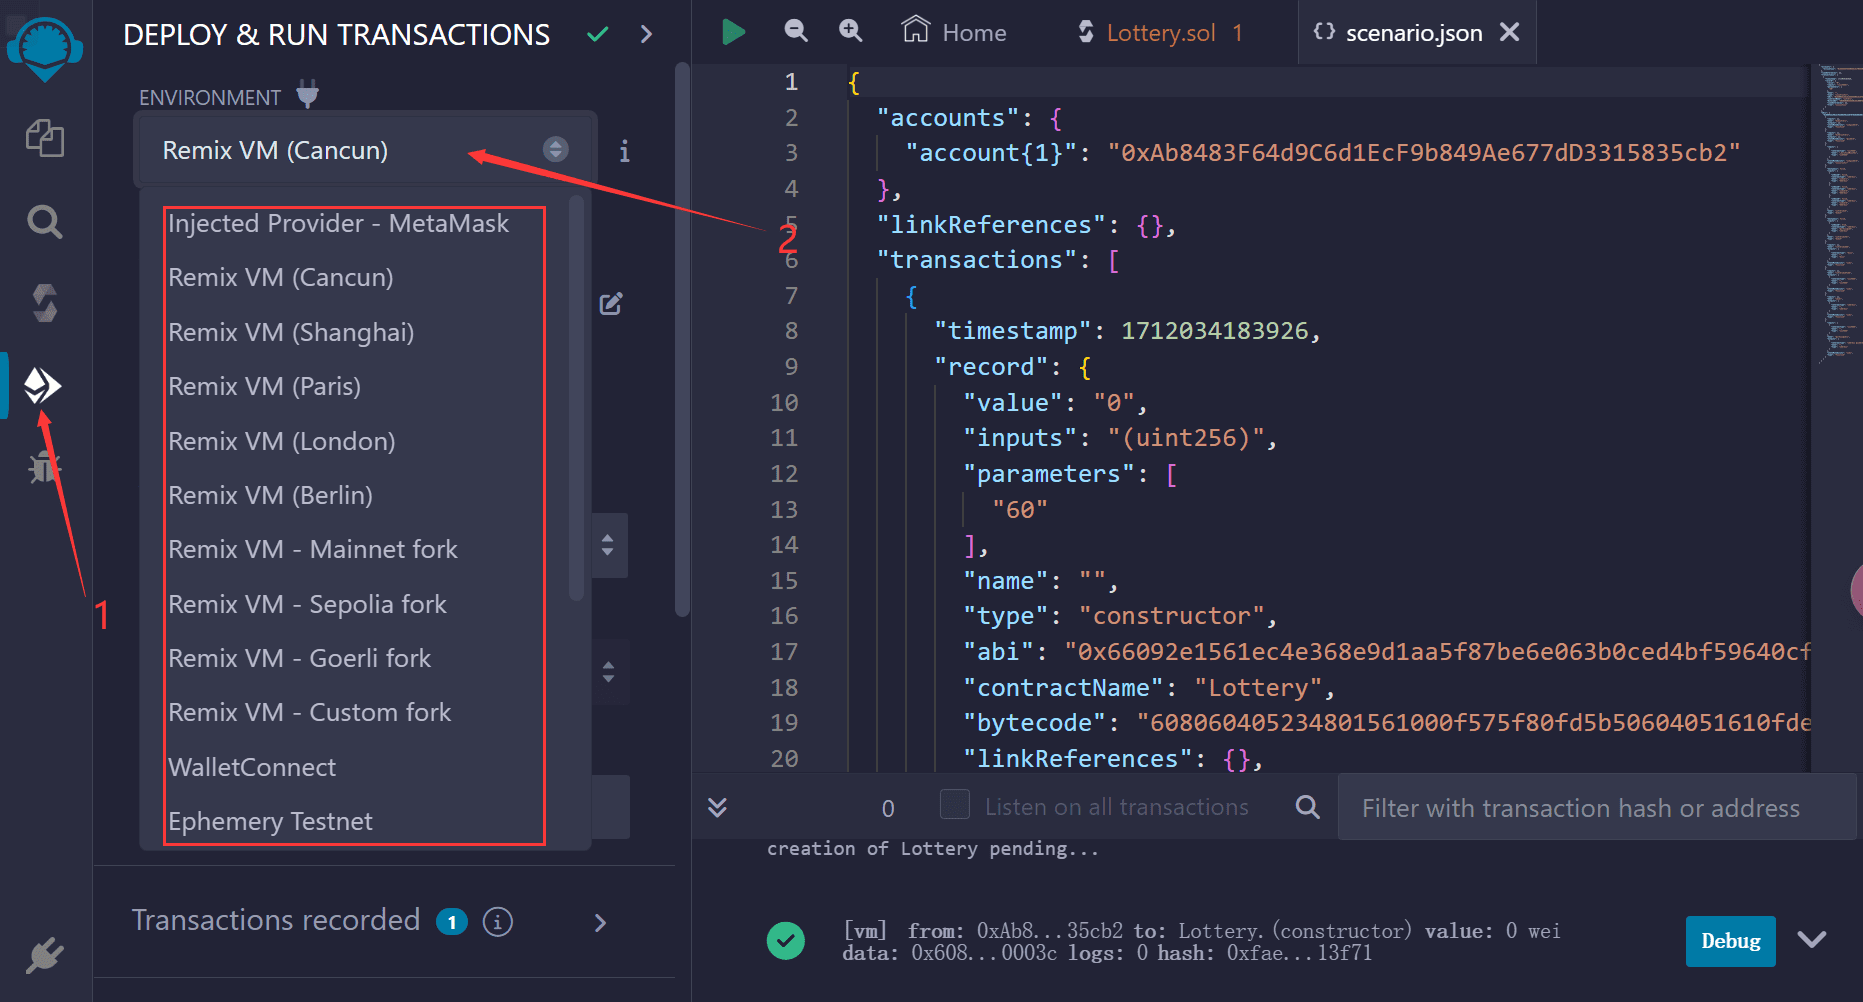 DEPLOY & RUN TRANSACTIONS
ENVIRONMENT
Remix VM (Cancun)
i
Injected Provider - MetaMask
Remix VM (Cancun)
Remix VM (Shanghai)
Remix VM (Paris)
Remix VM (London)
Remix VM (Berlin)
Remix VM - Mainnet fork
Remix VM - Sepolia fork
Remix VM - Goerli fork
Remix VM - Custom fork
WalletConnect
Ephemery Testnet
1
2
Transactions recorded 1 i
Home
Lottery.sol 1
{} scenario.json
1 {
2 "accounts": {
3 "account{1}": "0xAb8483F64d9C6d1EcF9b849Ae677dD3315835cb2"
4 },
5 "linkReferences": {},
6 "transactions": [
7 {
8 "timestamp": 1712034183926,
9 "record": {
10 "value": "0",
11 "inputs": "(uint256)",
12 "parameters": [
13 "60"
14 ],
15 "name": "",
16 "type": "constructor",
17 "abi": "0x66092e1561ec4e368e9d1aa5f87be6e063b0ced4bf59640cf
18 "contractName": "Lottery",
19 "bytecode": "608060405234801561000f575f80fd5b50604051610fde
20 "linkReferences": {},
0 Listen on all transactions Filter with transaction hash or address
creation of Lottery pending...
[vm] from: 0xAb8...35cb2 to: Lottery.(constructor) value: 0 wei
data: 0x608...0003c logs: 0 hash: 0xfae...13f71
Debug